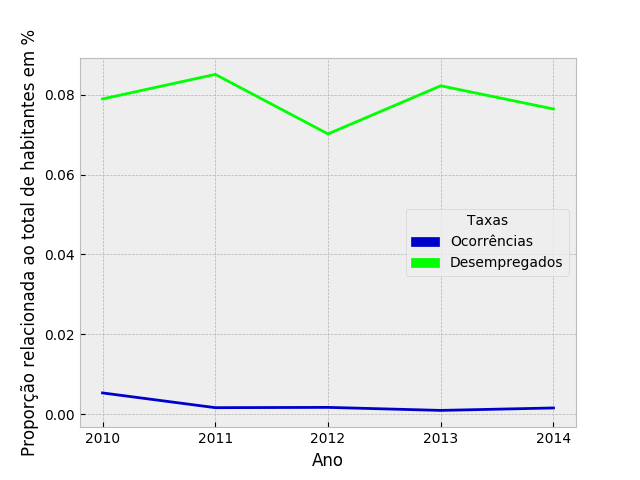 Proporção relacionada ao total de habitantes em %
0.08
0.06
0.04
0.02
0.00
Taxas
Ocorrências
Desempregados
2010 2011 2012 2013 2014
Ano